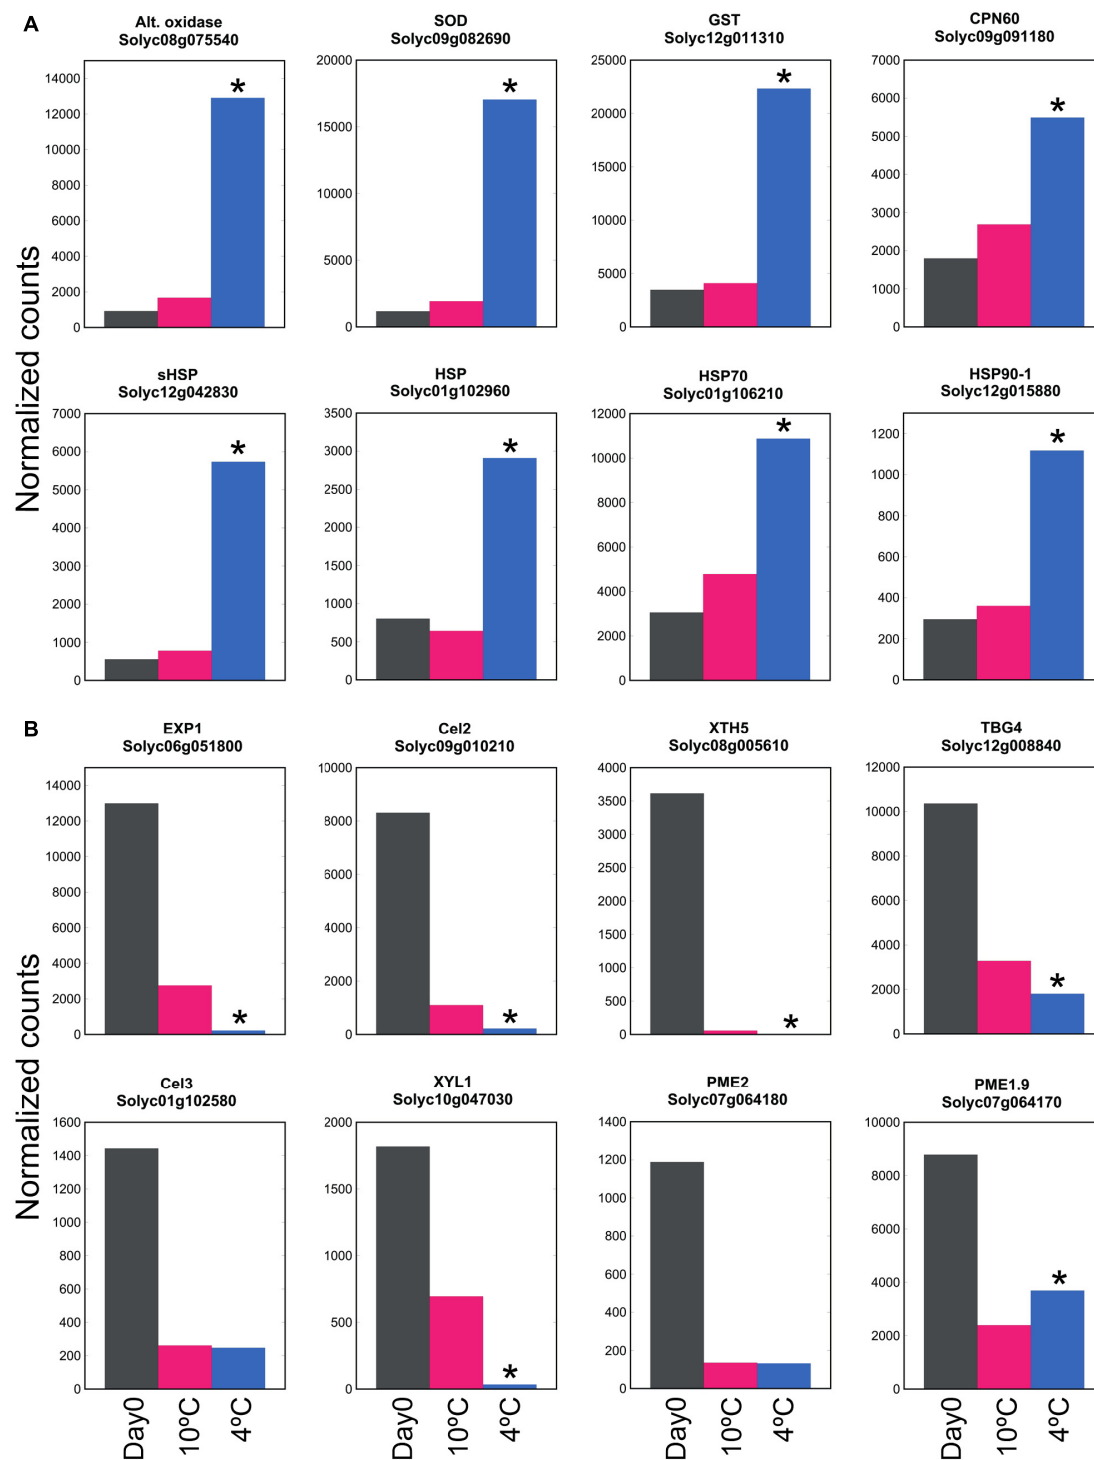 A
Alt. oxidase
Solyc08g075540
SOD
Solyc09g082690
GST
Solyc12g011310
CPN60
Solyc09g091180
14000
12000
10000
8000
6000
4000
2000
0
20000
15000
10000
5000
0
25000
20000
15000
10000
5000
0
7000
6000
5000
4000
3000
2000
1000
0
*
*
*
*
Normalized counts
sHSP
Solyc12g042830
HSP
Solyc01g102960
HSP70
Solyc01g106210
HSP90-1
Solyc12g015880
7000
6000
5000
4000
3000
2000
1000
0
3500
3000
2500
2000
1500
1000
500
0
12000
10000
8000
6000
4000
2000
0
1200
1000
800
600
400
200
0
*
*
*
*
B
EXP1
Solyc06g051800
Cel2
Solyc09g010210
XTH5
Solyc08g005610
TBG4
Solyc12g008840
14000
12000
10000
8000
6000
4000
2000
0
10000
8000
6000
4000
2000
0
4000
3500
3000
2500
2000
1500
1000
500
0
12000
10000
8000
6000
4000
2000
0
*
*
*
*
Normalized counts
Cel3
Solyc01g102580
XYL1
Solyc10g047030
PME2
Solyc07g064180
PME1.9
Solyc07g064170
1600
1400
1200
1000
800
600
400
200
0
2000
1500
1000
500
0
1400
1200
1000
800
600
400
200
0
10000
8000
6000
4000
2000
0
*
*
Day0
10ºC
4ºC
Day0
10ºC
4ºC
Day0
10ºC
4ºC
Day0
10ºC
4ºC